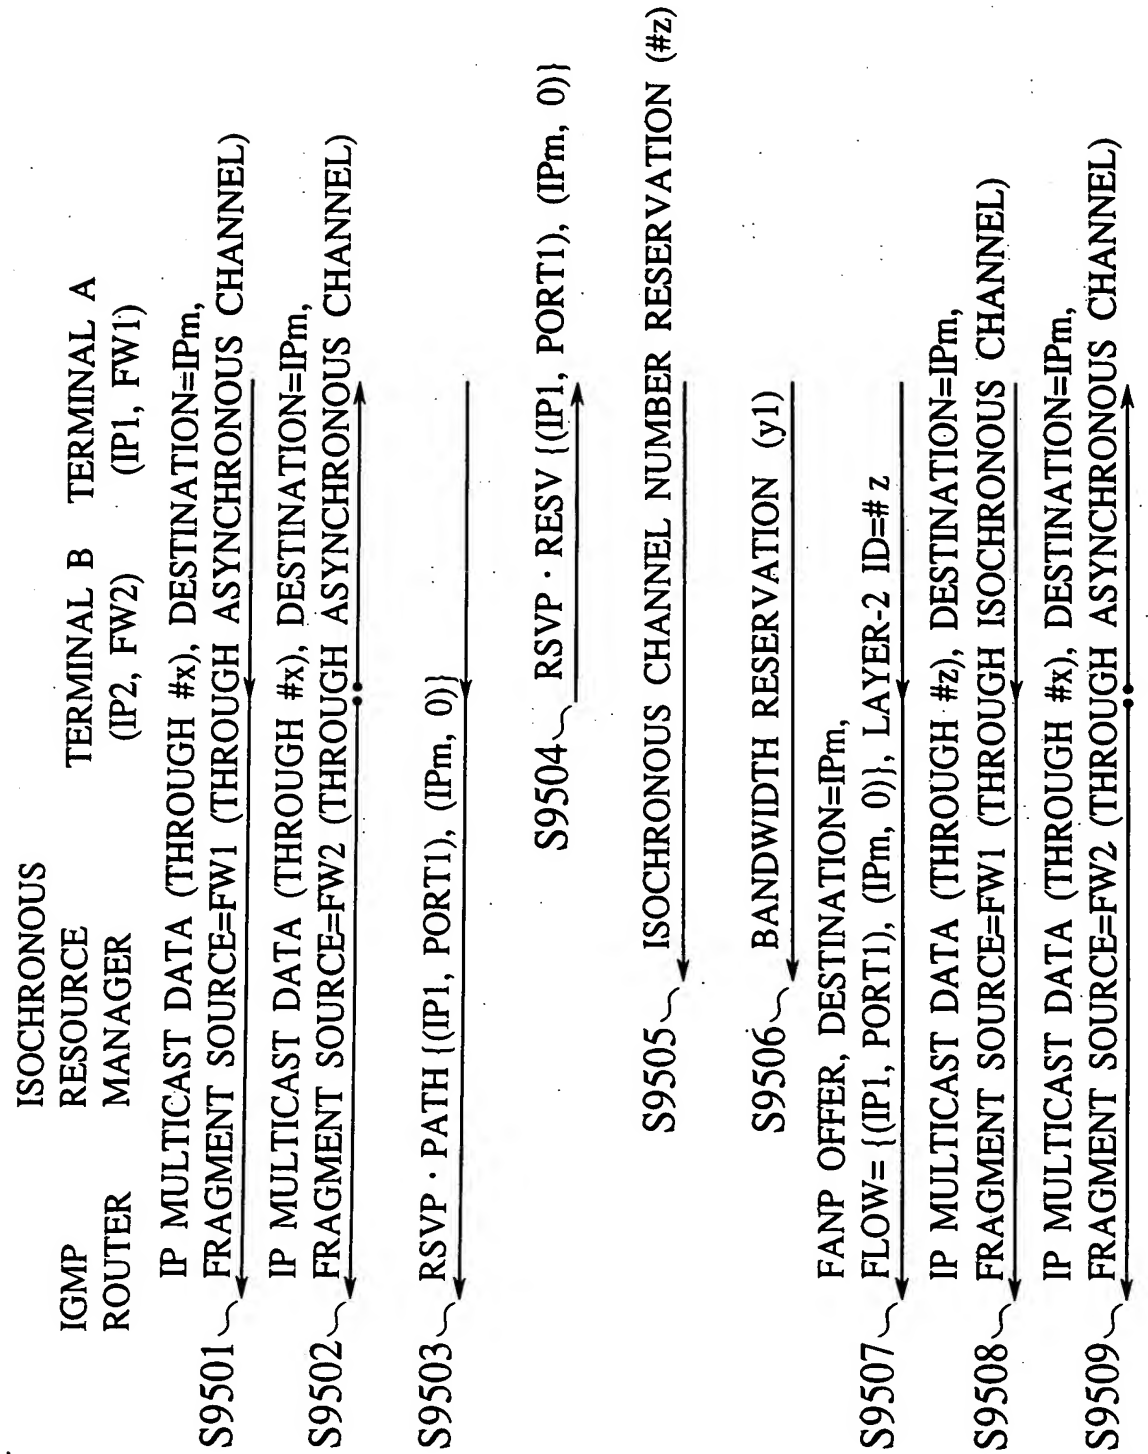 ISOCHRONOUS
IGMP RESOURCE TERMINAL B TERMINAL A
ROUTER MANAGER (IP2, FW2) (IP1, FW1)
IP MULTICAST DATA (THROUGH #x), DESTINATION=IPm,
S9501 FRAGMENT SOURCE=FW1 (THROUGH ASYNCHRONOUS CHANNEL)
IP MULTICAST DATA (THROUGH #x), DESTINATION=IPm,
S9502 FRAGMENT SOURCE=FW2 (THROUGH ASYNCHRONOUS CHANNEL)
S9503 RSVP · PATH {(IP1, PORT1), (IPm, 0)}
S9504 RSVP · RESV {(IP1, PORT1), (IPm, 0)}
S9505 ISOCHRONOUS CHANNEL NUMBER RESERVATION (#z)
S9506 BANDWIDTH RESERVATION (y1)
FANP OFFER, DESTINATION=IPm,
S9507 FLOW= {(IP1, PORT1), (IPm, 0)}, LAYER-2 ID=# z
IP MULTICAST DATA (THROUGH #z), DESTINATION=IPm,
S9508 FRAGMENT SOURCE=FW1 (THROUGH ISOCHRONOUS CHANNEL)
IP MULTICAST DATA (THROUGH #x), DESTINATION=IPm,
S9509 FRAGMENT SOURCE=FW2 (THROUGH ASYNCHRONOUS CHANNEL)